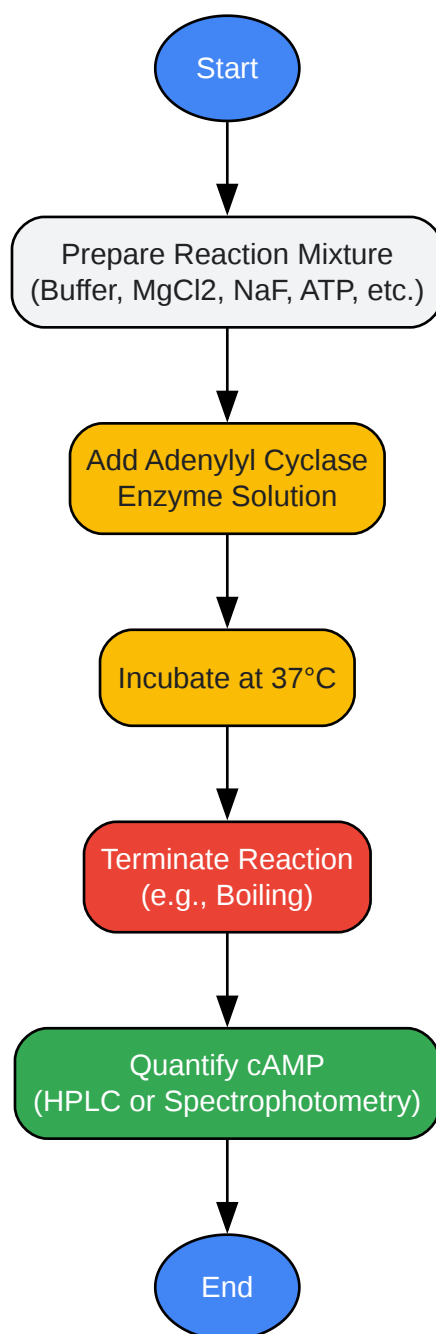 Start
Prepare Reaction Mixture
(Buffer, MgCl2, NaF, ATP, etc.)
Add Adenylyl Cyclase
Enzyme Solution
Incubate at 37°C
Terminate Reaction
(e.g., Boiling)
Quantify cAMP
(HPLC or Spectrophotometry)
End